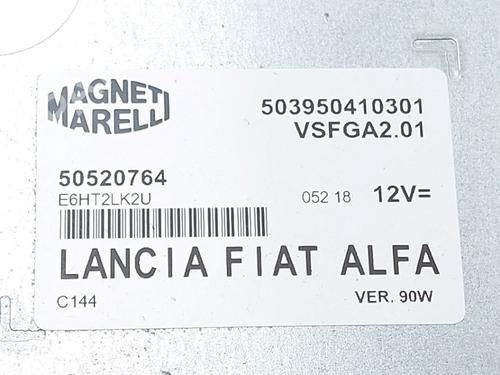 MAGNETI
MARELLI
503950410301
VSFGA2.01
50520764
E6HT2LK2U
052 18
12V=
LANCIA FIAT ALFA
C144
VER. 90W